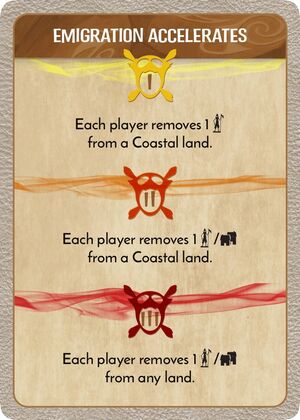 EMIGRATION ACCELERATES
I
Each player removes 1
from a Coastal land.
II
Each player removes 1 /
from a Coastal land.
III
Each player removes 1 /
from any land.